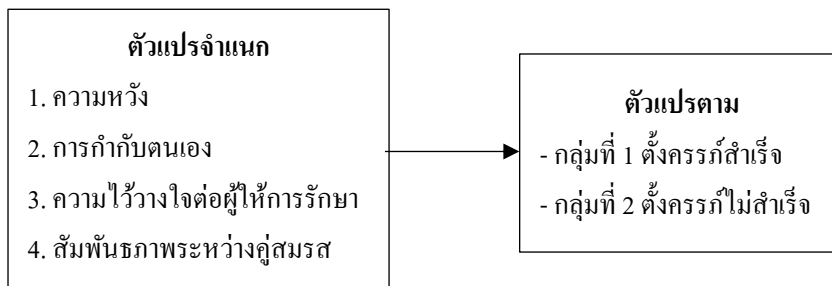 ตัวแปรจำแนก
1. ความหวัง
2. การกำกับตนเอง
3. ความไว้วางใจต่อผู้ให้การรักษา
4. สัมพันธภาพระหว่างคู่สมรส
ตัวแปรตาม
- กลุ่มที่ 1 ตั้งครรภ์สำเร็จ
- กลุ่มที่ 2 ตั้งครรภ์ไม่สำเร็จ